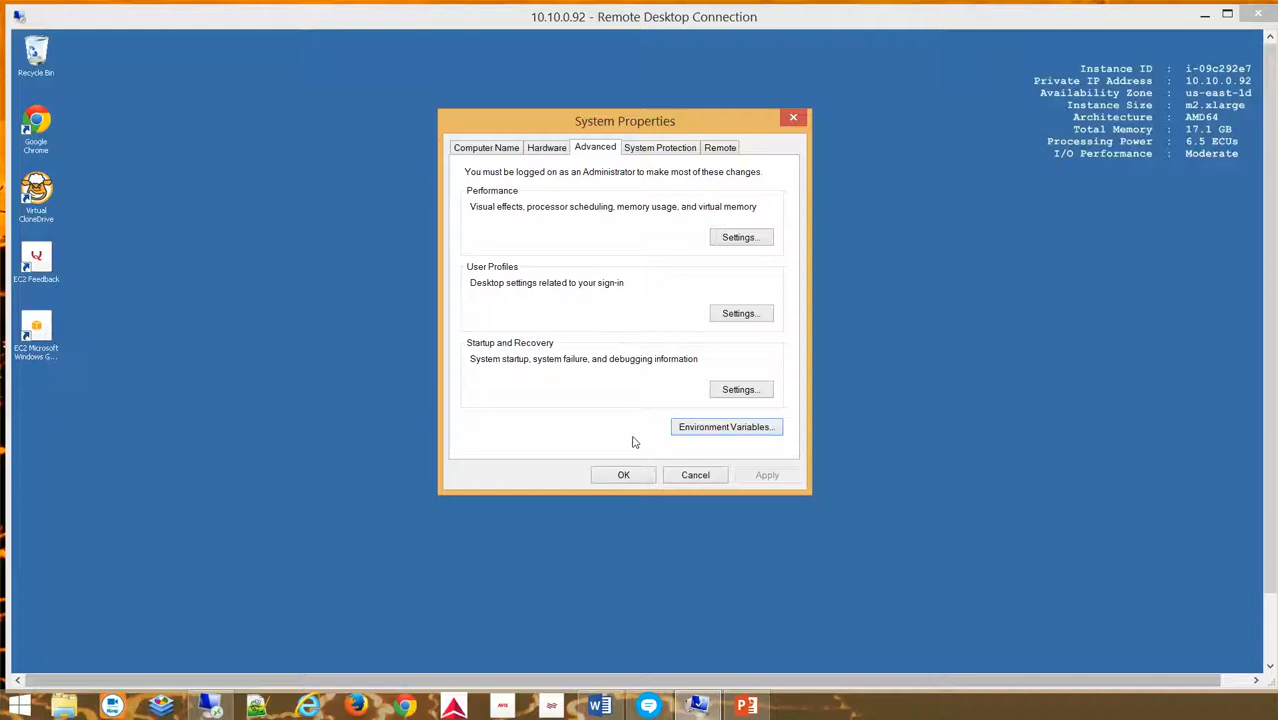 10.10.0.92 - Remote Desktop Connection
Recycle Bin
Google
Chrome
Virtual
CloneDrive
EC2 Feedback
EC2 Microsoft
Windows G...
Instance ID : i-09c292e7
Private IP Address : 10.10.0.92
Availability Zone : us-east-1d
Instance Size : m2.xlarge
Architecture : AMD64
Total Memory : 17.1 GB
Processing Power : 6.5 ECUs
I/O Performance : Moderate
System Properties
Computer Name Hardware Advanced System Protection Remote
You must be logged on as an Administrator to make most of these changes.
Performance
Visual effects, processor scheduling, memory usage, and virtual memory
Settings...
User Profiles
Desktop settings related to your sign-in
Settings...
Startup and Recovery
System startup, system failure, and debugging information
Settings...
Environment Variables...
OK Cancel Apply